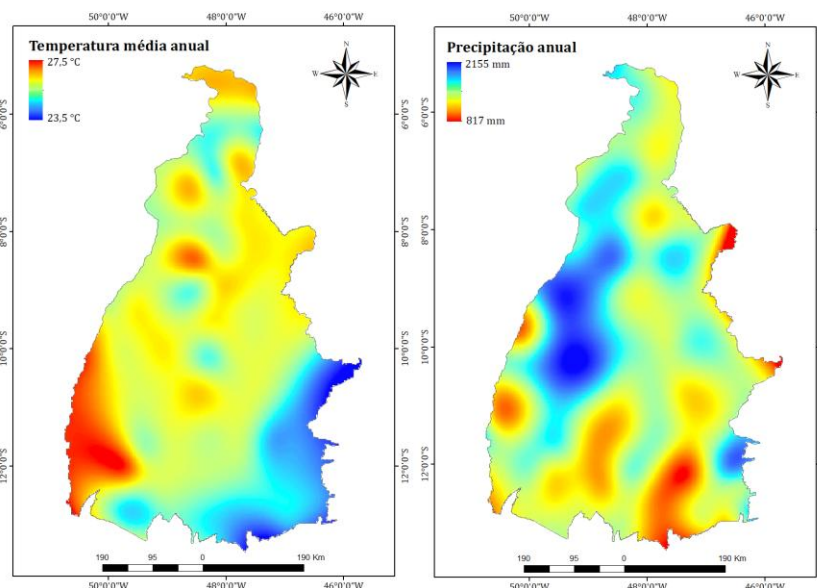 50°0'0"W 48°0'0"W 46°0'0"W
Temperatura média anual
27,5 °C
23,5 °C
N
W E
S
6°0'0"S
8°0'0"S
10°0'0"S
12°0'0"S
190 95 0 190 Km
50°0'0"W 48°0'0"W 46°0'0"W
50°0'0"W 48°0'0"W 46°0'0"W
Precipitação anual
2155 mm
817 mm
N
W E
S
6°0'0"S
8°0'0"S
10°0'0"S
12°0'0"S
190 95 0 190 Km
50°0'0"W 48°0'0"W 46°0'0"W